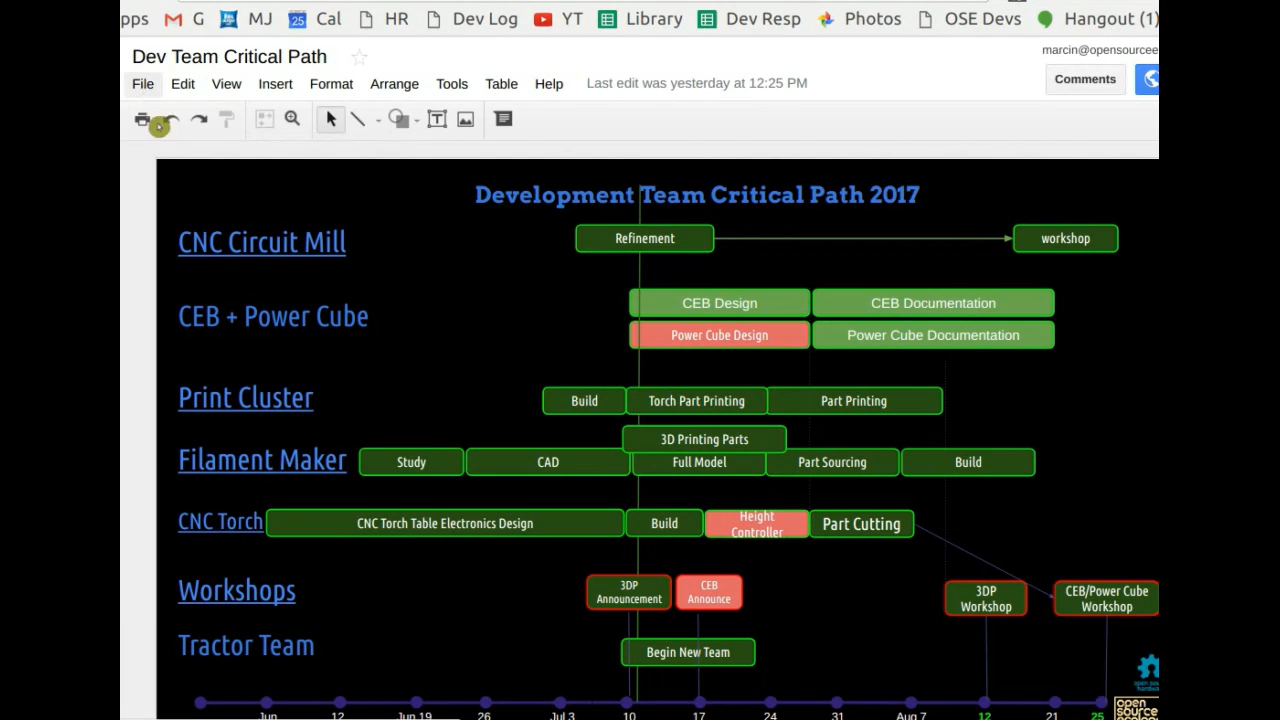 pps G MJ 25 Cal HR Dev Log YT Library Dev Resp Photos OSE Devs Hangout (1)
Dev Team Critical Path
marcin@opensourcee
File Edit View Insert Format Arrange Tools Table Help Last edit was yesterday at 12:25 PM
Comments
Development Team Critical Path 2017
CNC Circuit Mill
Refinement
workshop
CEB + Power Cube
CEB Design
CEB Documentation
Power Cube Design
Power Cube Documentation
Print Cluster
Build
Torch Part Printing
Part Printing
3D Printing Parts
Filament Maker
Study
CAD
Full Model
Part Sourcing
Build
CNC Torch
CNC Torch Table Electronics Design
Build
Height
Controller
Part Cutting
Workshops
3DP
Announcement
CEB
Announce
3DP
Workshop
CEB/Power Cube
Workshop
Tractor Team
Begin New Team
Jun 12 Jun 19 26 Jul 3 10 17 24 31 Aug 7 12 21 25
open
source